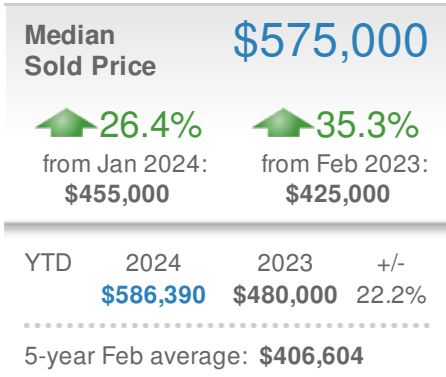 Median $575,000
Sold Price
26.4% 35.3%
from Jan 2024: from Feb 2023:
$455,000 $425,000
YTD 2024 2023 +/-
$586,390 $480,000 22.2%
5-year Feb average: $406,604